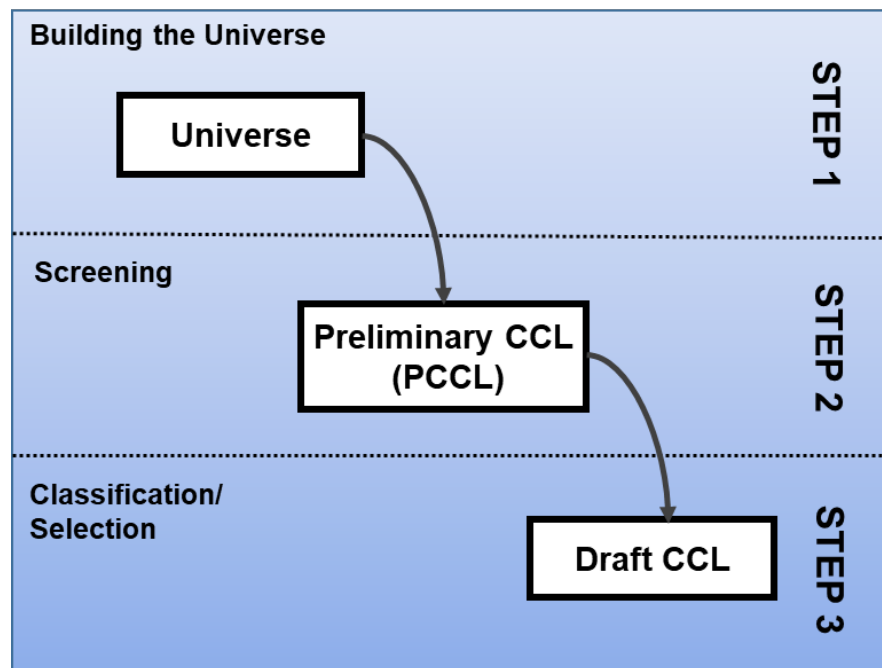 Building the Universe
Universe
STEP 1
Screening
Preliminary CCL
(PCCL)
STEP 2
Classification/
Selection
Draft CCL
STEP 3